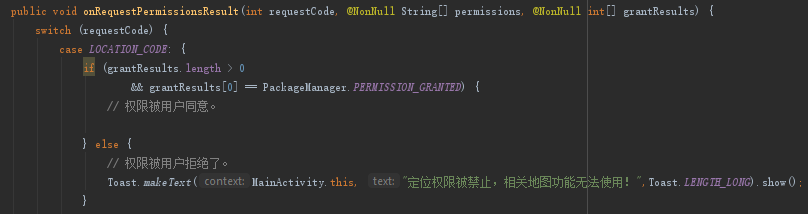 public void onRequestPermissionsResult(int requestCode, @NonNull String[] permissions, @NonNull int[] grantResults) {
switch (requestCode) {
case LOCATION_CODE: {
if (grantResults.length > 0
&& grantResults[0] == PackageManager.PERMISSION_GRANTED) {
// 权限被用户同意。
} else {
// 权限被用户拒绝了。
Toast.makeText( context: MainActivity.this, text: "定位权限被禁止，相关地图功能无法使用！",Toast.LENGTH_LONG).show();
}